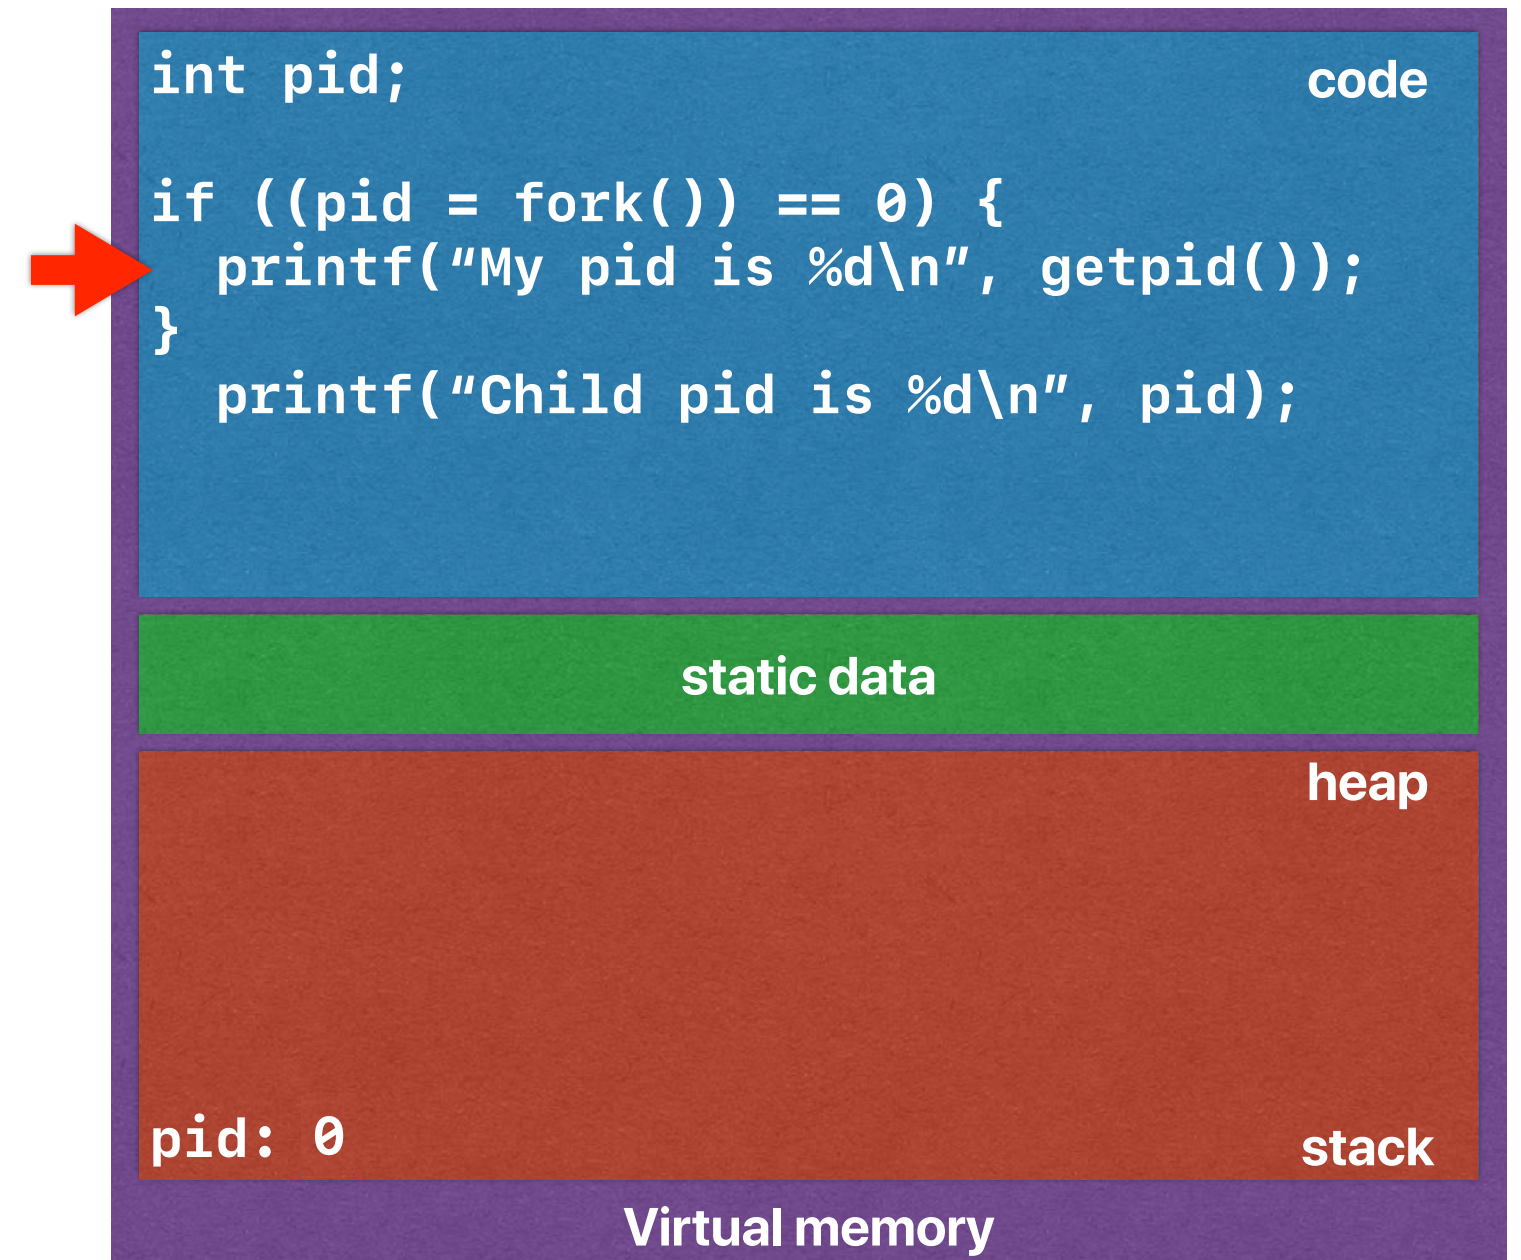 int pid;
code
if ((pid = fork()) == 0) {
  printf(“My pid is %d\n”, getpid());
}
  printf(“Child pid is %d\n”, pid);
static data
heap
pid: 0
stack
Virtual memory